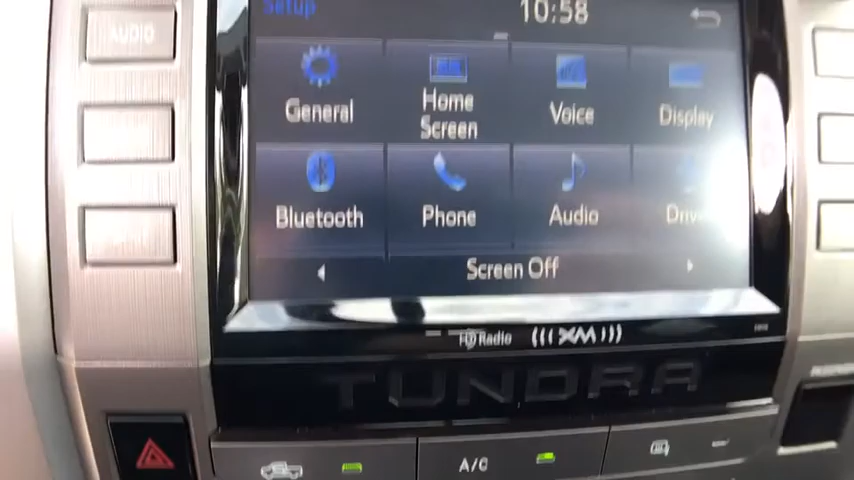 AUDIO
Setup
10:58
General
Home
Screen
Voice
Display
Bluetooth
Phone
Audio
Screen Off
HD Radio
((( XM )))
TUNDRA
A/C